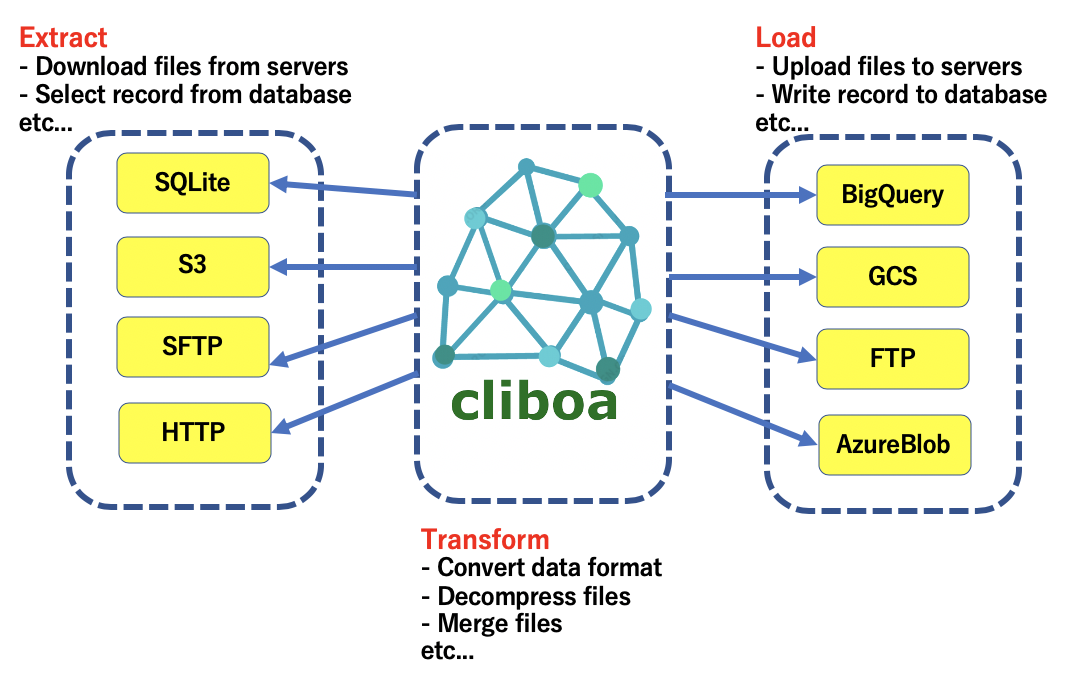 Extract
- Download files from servers
- Select record from database
etc...
SQLite
S3
SFTP
HTTP
cliboa
Transform
- Convert data format
- Decompress files
- Merge files
etc...
Load
- Upload files to servers
- Write record to database
etc...
BigQuery
GCS
FTP
AzureBlob